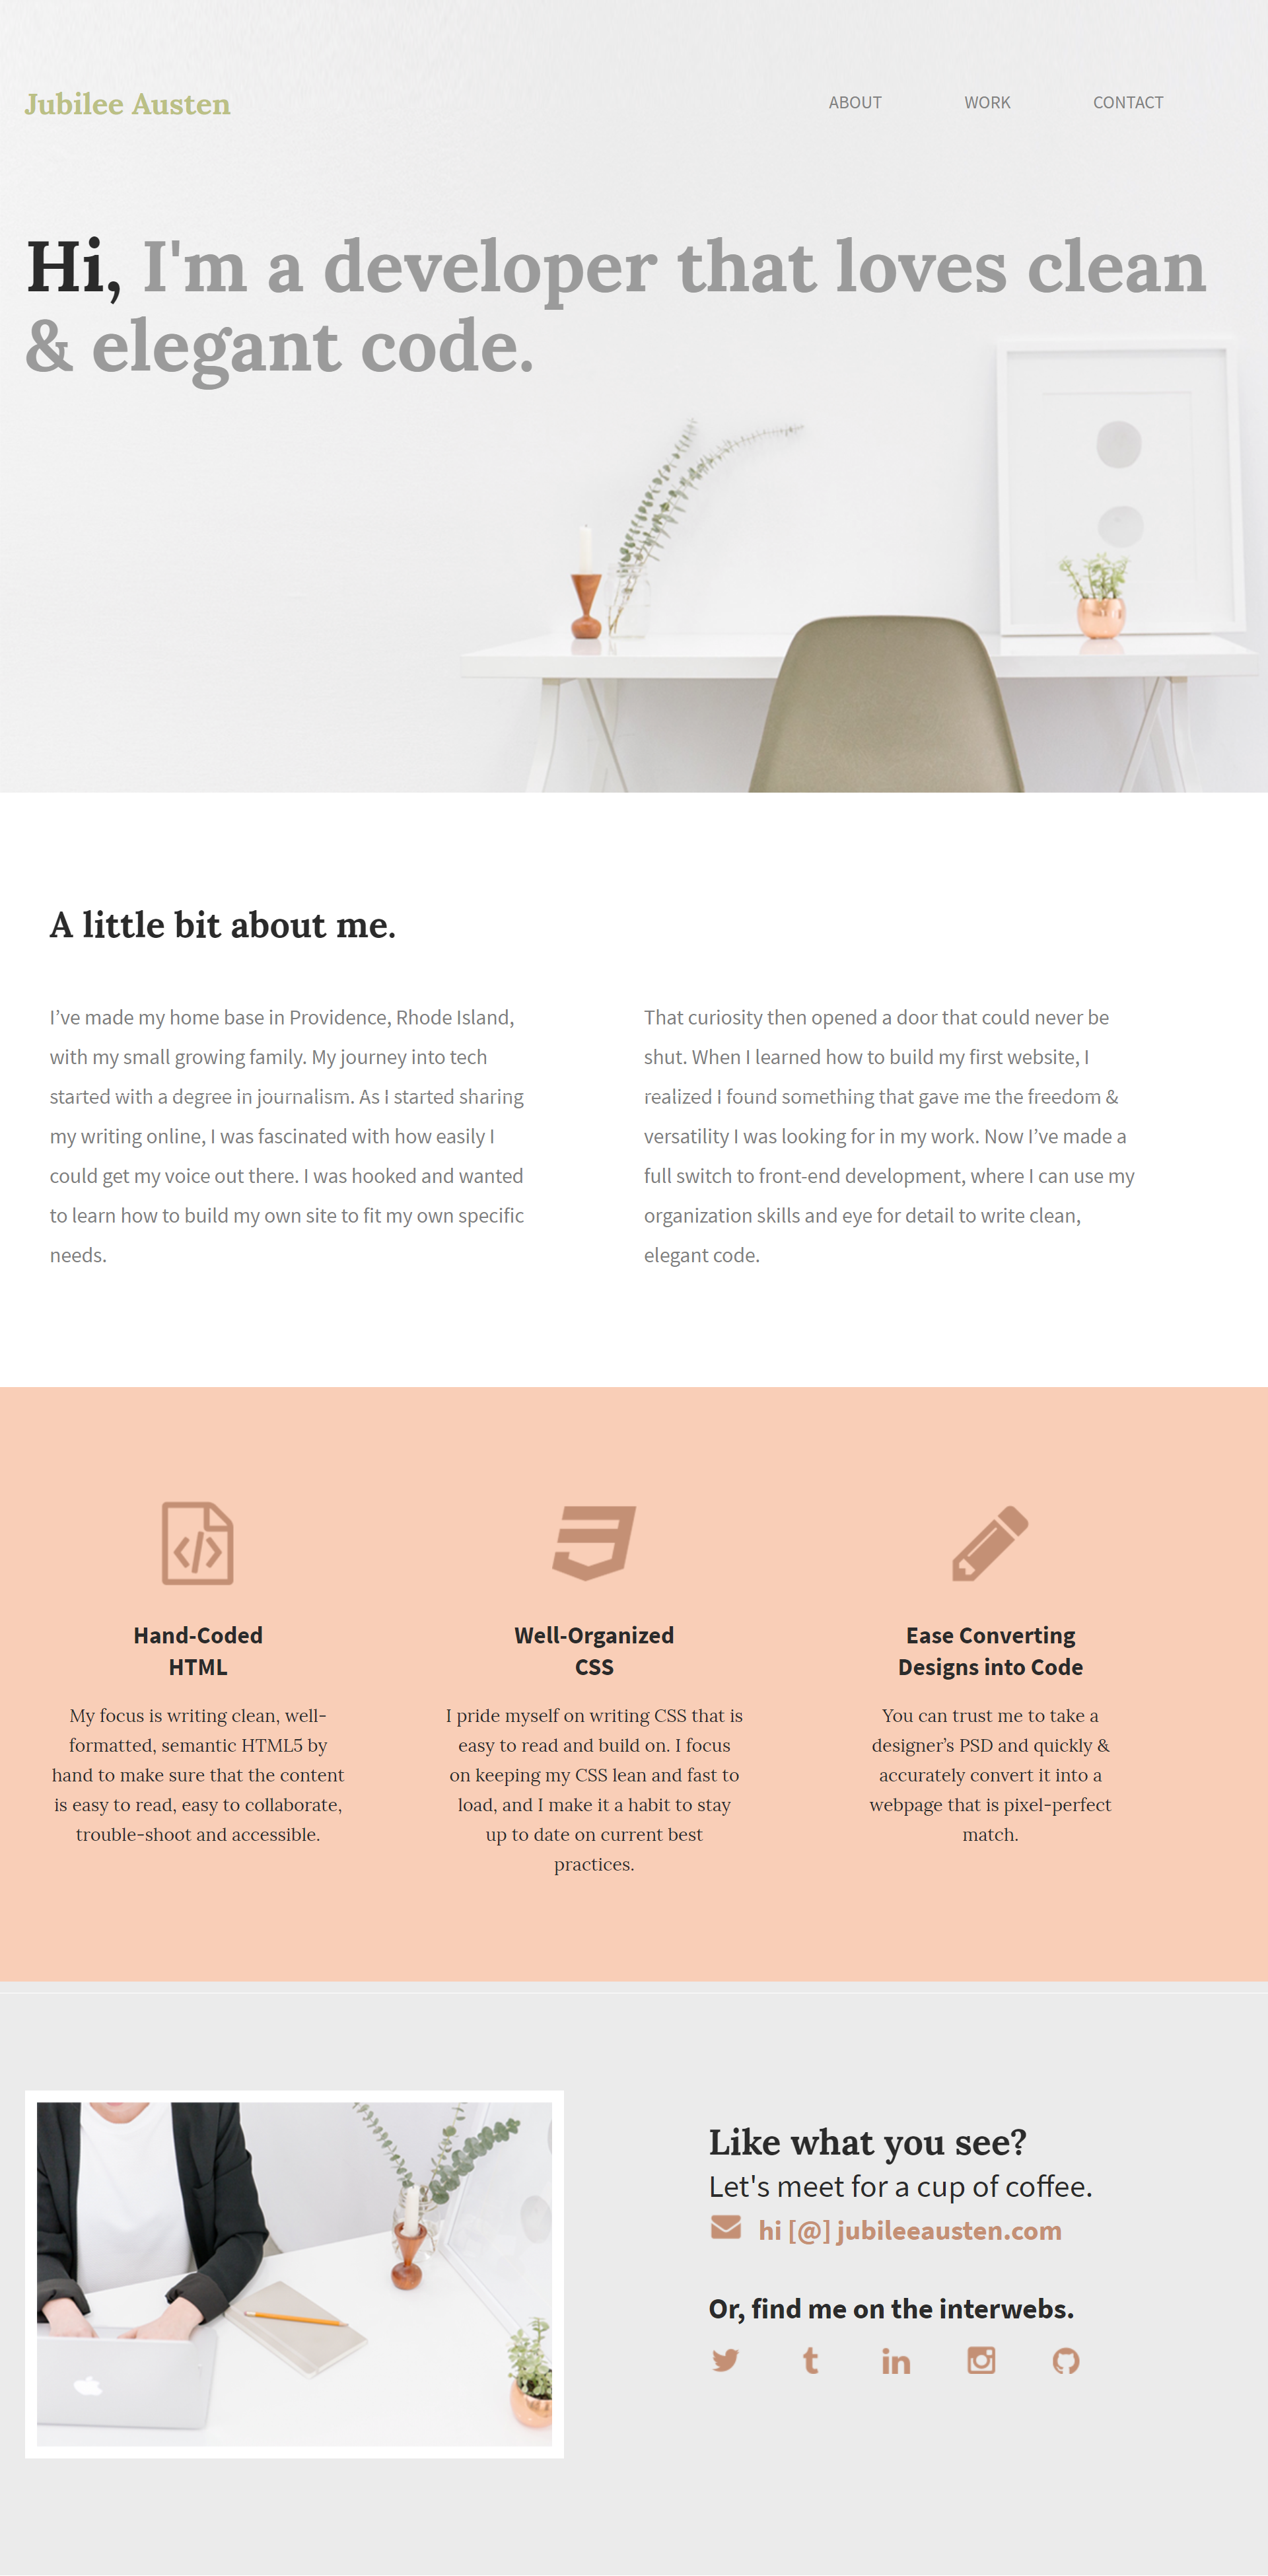 Jubilee Austen
ABOUT WORK CONTACT
Hi, I'm a developer that loves clean
& elegant code.
A little bit about me.
I’ve made my home base in Providence, Rhode Island,
with my small growing family. My journey into tech
started with a degree in journalism. As I started sharing
my writing online, I was fascinated with how easily I
could get my voice out there. I was hooked and wanted
to learn how to build my own site to fit my own specific
needs.
That curiosity then opened a door that could never be
shut. When I learned how to build my first website, I
realized I found something that gave me the freedom &
versatility I was looking for in my work. Now I’ve made a
full switch to front-end development, where I can use my
organization skills and eye for detail to write clean,
elegant code.
Hand-Coded
HTML
My focus is writing clean, well-
formatted, semantic HTML5 by
hand to make sure that the content
is easy to read, easy to collaborate,
trouble-shoot and accessible.
Well-Organized
CSS
I pride myself on writing CSS that is
easy to read and build on. I focus
on keeping my CSS lean and fast to
load, and I make it a habit to stay
up to date on current best
practices.
Ease Converting
Designs into Code
You can trust me to take a
designer’s PSD and quickly &
accurately convert it into a
webpage that is pixel-perfect
match.
Like what you see?
Let's meet for a cup of coffee.
hi [@] jubileeausten.com
Or, find me on the interwebs.